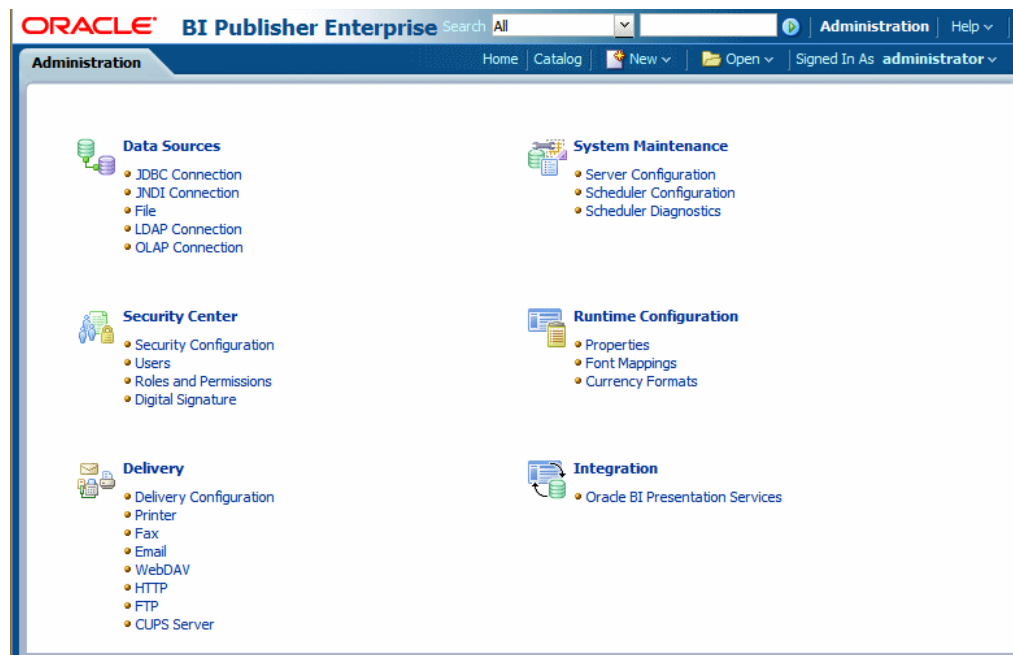 ORACLE BI Publisher Enterprise Search All Administration Help
Administration Home Catalog New Open Signed In As administrator
Data Sources
JDBC Connection
JNDI Connection
File
LDAP Connection
OLAP Connection
System Maintenance
Server Configuration
Scheduler Configuration
Scheduler Diagnostics
Security Center
Security Configuration
Users
Roles and Permissions
Digital Signature
Runtime Configuration
Properties
Font Mappings
Currency Formats
Delivery
Delivery Configuration
Printer
Fax
Email
WebDAV
HTTP
FTP
CUPS Server
Integration
Oracle BI Presentation Services